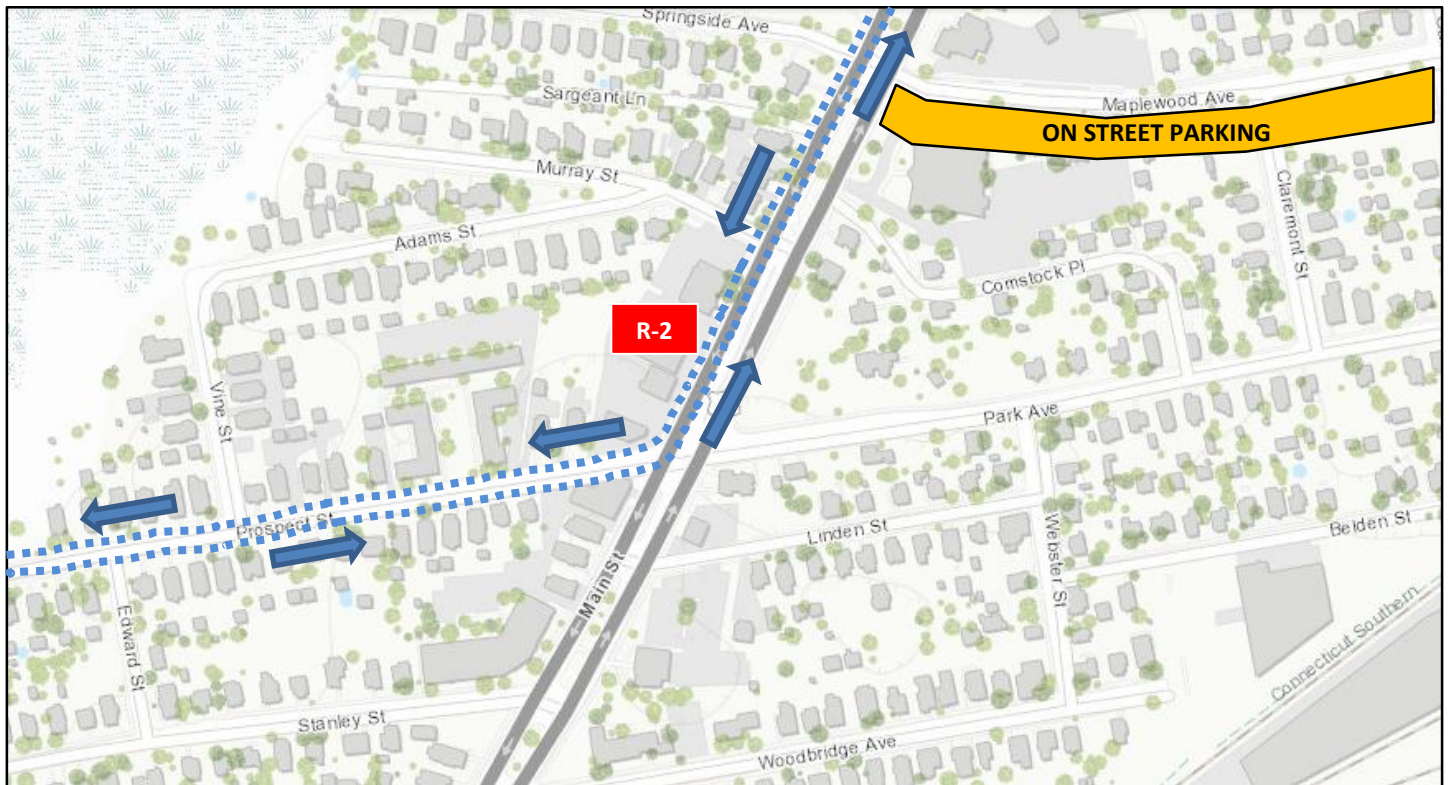 Springside Ave
Sargeant Ln
Maplewood Ave
ON STREET PARKING
Murray St
Claremont St
Adams St
Comstock Pl
R-2
Vine St
Park Ave
Prospect St
Linden St
Webster St
Belden St
Main St
Edward St
Connecticut Southern
Stanley St
Woodbridge Ave